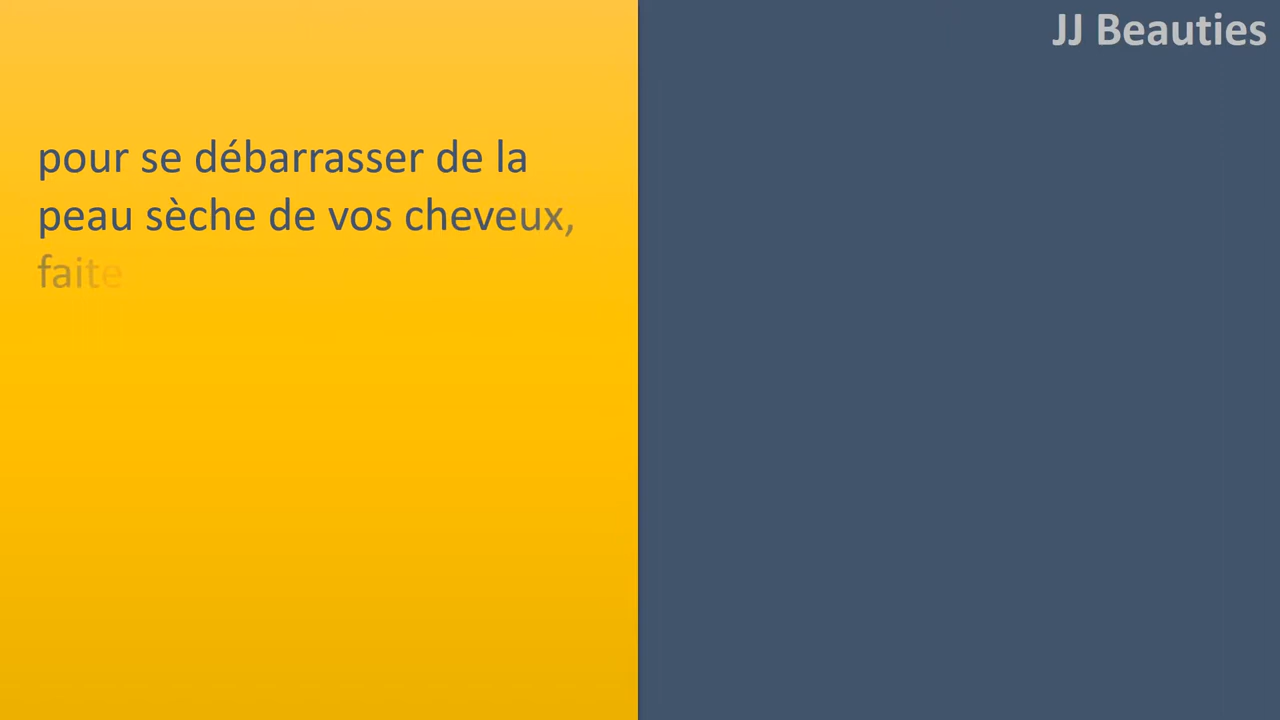 JJ Beauties
pour se débarrasser de la
peau sèche de vos cheveux,
faite